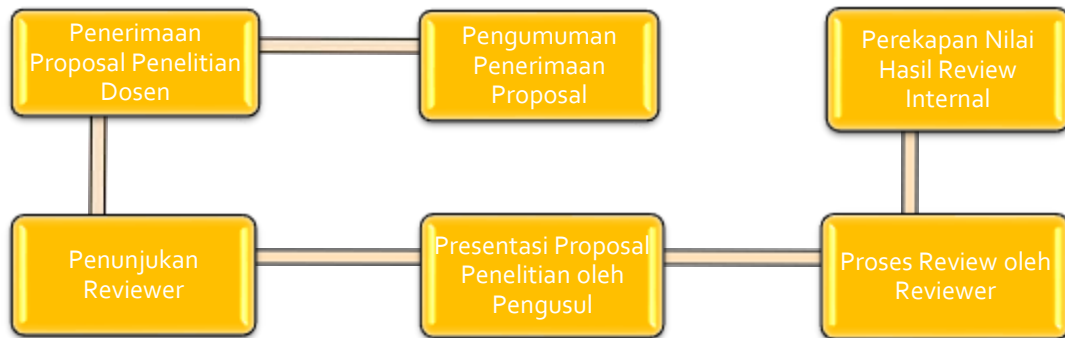 Penerimaan
Proposal Penelitian
Dosen
Pengumuman
Penerimaan
Proposal
Perekapan Nilai
Hasil Review
Internal
Penunjukan
Reviewer
Presentasi Proposal
Penelitian oleh
Pengusul
Proses Review oleh
Reviewer